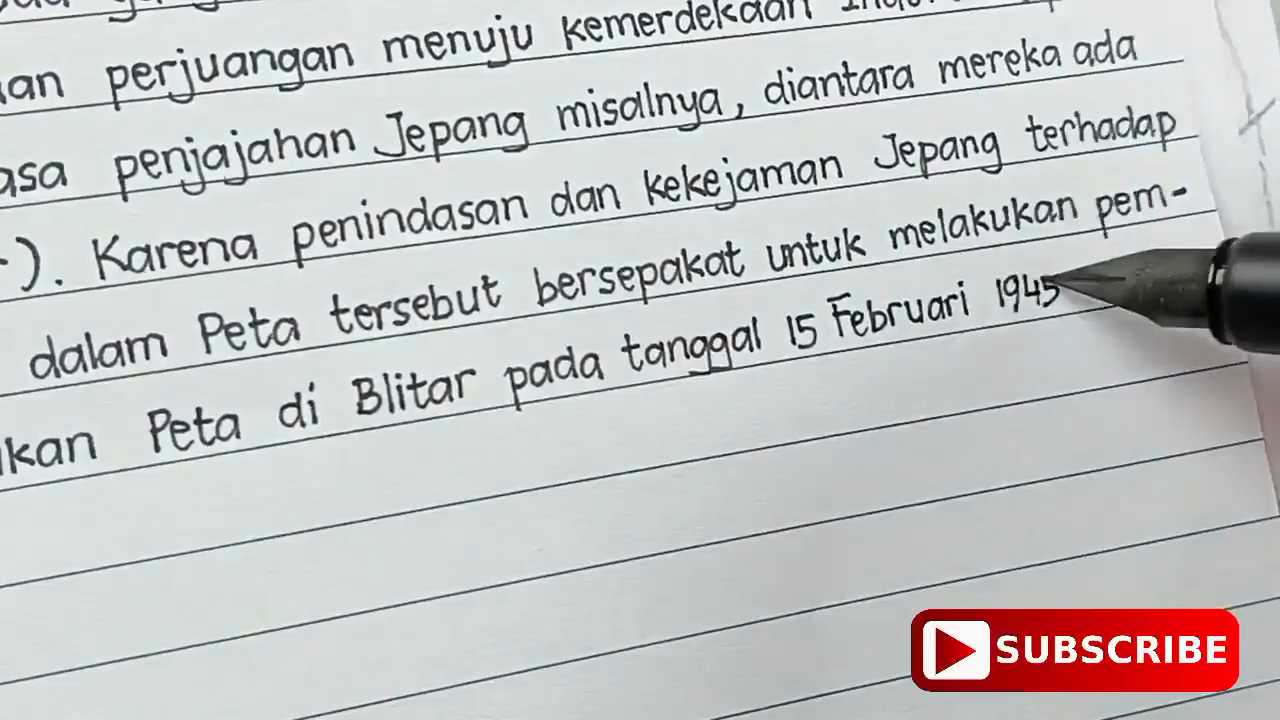 perjuangan menuju kemerdekaan
penjajahan Jepang misalnya, diantara mereka ada
). Karena penindasan dan kekejaman Jepang terhadap
dalam Peta tersebut bersepakat untuk melakukan pem-
kan Peta di Blitar pada tanggal 15 Februari 1945
SUBSCRIBE